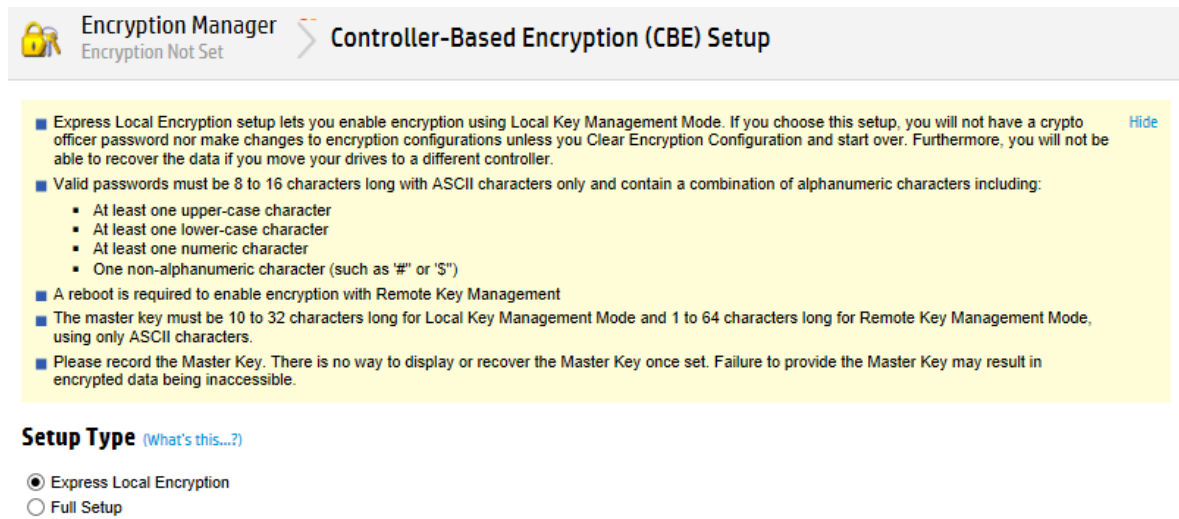 Encryption Manager
Encryption Not Set
Controller-Based Encryption (CBE) Setup
Express Local Encryption setup lets you enable encryption using Local Key Management Mode. If you choose this setup, you will not have a crypto
officer password nor make changes to encryption configurations unless you Clear Encryption Configuration and start over. Furthermore, you will not be
able to recover the data if you move your drives to a different controller.
Hide
Valid passwords must be 8 to 16 characters long with ASCII characters only and contain a combination of alphanumeric characters including:
At least one upper-case character
At least one lower-case character
At least one numeric character
One non-alphanumeric character (such as '#" or '$")
A reboot is required to enable encryption with Remote Key Management
The master key must be 10 to 32 characters long for Local Key Management Mode and 1 to 64 characters long for Remote Key Management Mode,
using only ASCII characters.
Please record the Master Key. There is no way to display or recover the Master Key once set. Failure to provide the Master Key may result in
encrypted data being inaccessible.
Setup Type (What's this...?)
Express Local Encryption
Full Setup